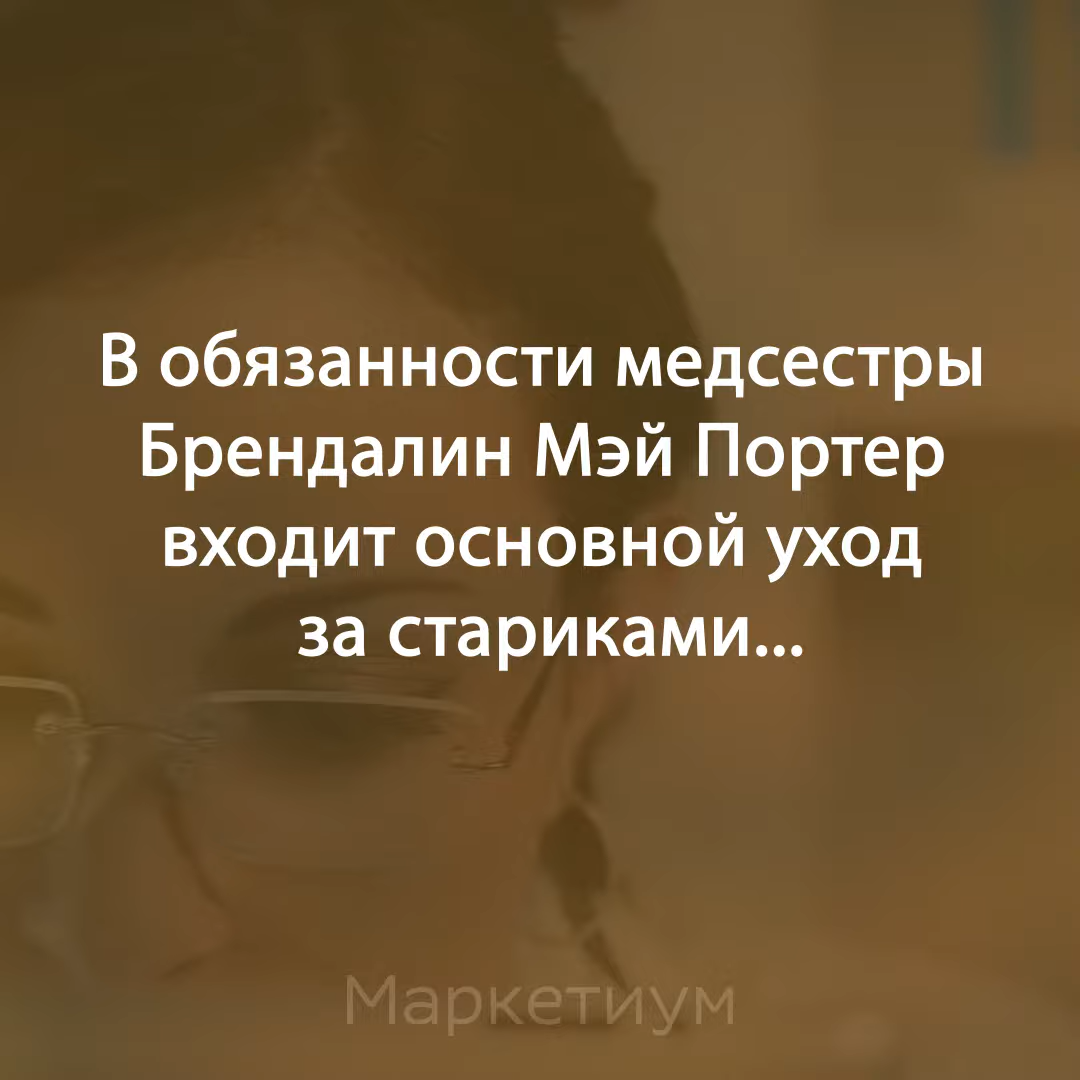 В обязанности медсестры
Брендалин Мэй Портер
входит основной уход
за стариками...
Маркетиум